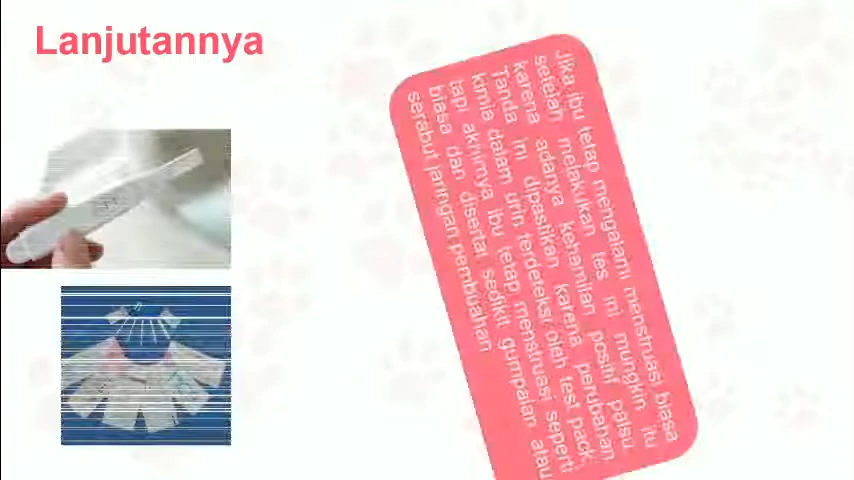 Lanjutannya
Jika ibu tetap mengalami menstruasi biasa
setelah melakukan tes ini mungkin itu
karena adanya kehamilan positif palsu
Tanda ini dipastikan karena perubahan
kimia dalam urin terdeteksi oleh test pack
tapi akhirnya ibu tetap menstruasi seperti
biasa dan disertai sedikit gumpalan atau
serabut jaringan pembuahan